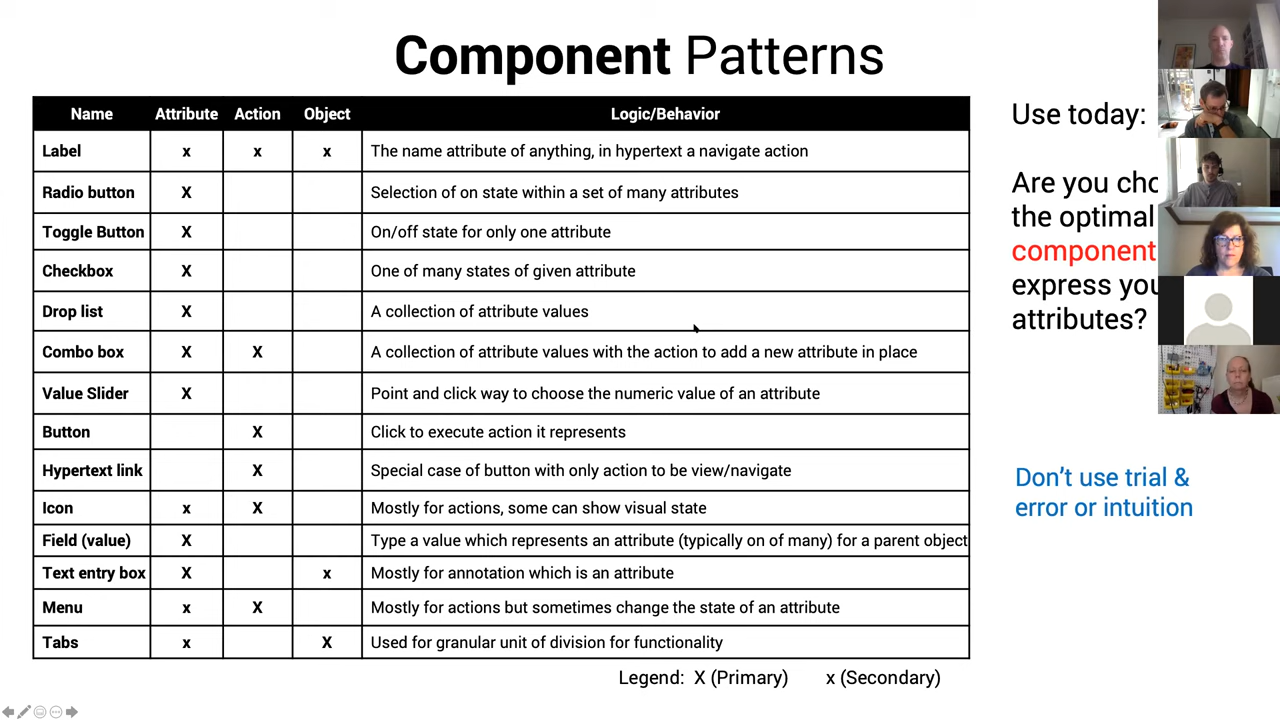 Component Patterns
Name Attribute Action Object Logic/Behavior
Label x x x The name attribute of anything, in hypertext a navigate action
Radio button X Selection of on state within a set of many attributes
Toggle Button X On/off state for only one attribute
Checkbox X One of many states of given attribute
Drop list X A collection of attribute values
Combo box X X A collection of attribute values with the action to add a new attribute in place
Value Slider X Point and click way to choose the numeric value of an attribute
Button X Click to execute action it represents
Hypertext link X Special case of button with only action to be view/navigate
Icon x X Mostly for actions, some can show visual state
Field (value) X Type a value which represents an attribute (typically on of many) for a parent object
Text entry box X x Mostly for annotation which is an attribute
Menu x X Mostly for actions but sometimes change the state of an attribute
Tabs x X Used for granular unit of division for functionality
Legend: X (Primary) x (Secondary)
Use today:
Are you
the optimal
component
express
attributes?
Don't use trial &
error or intuition